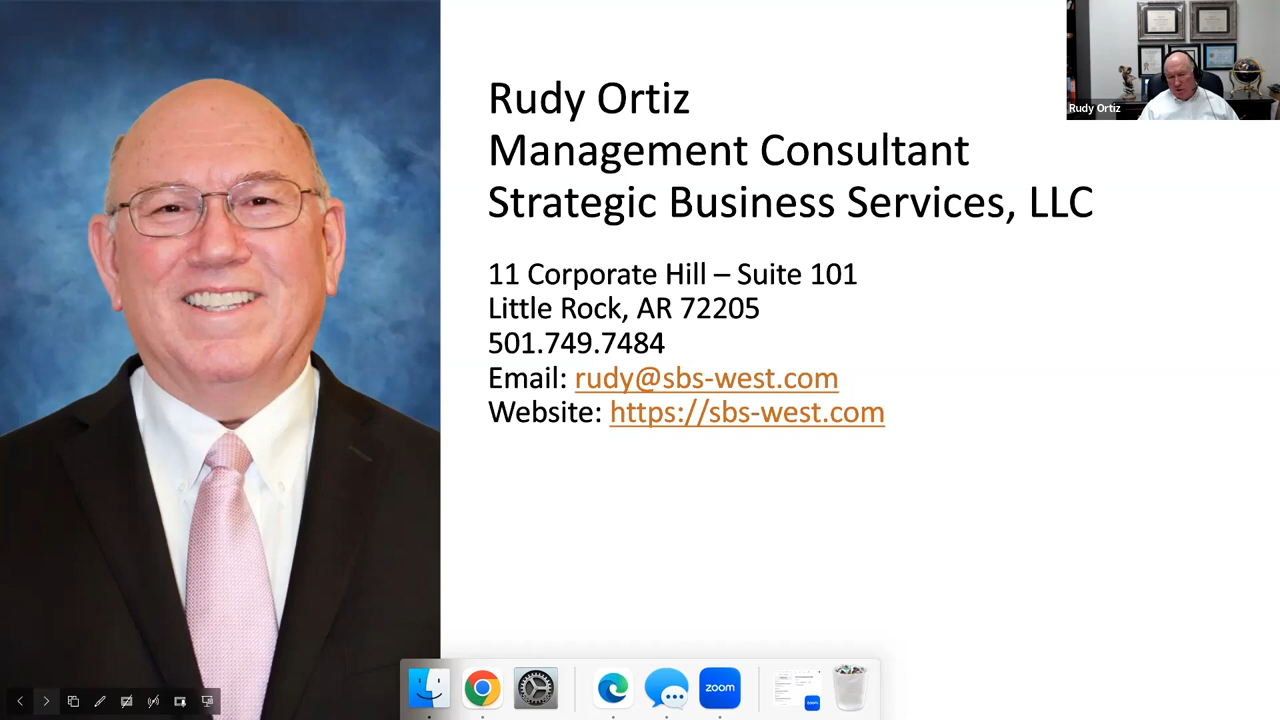 Rudy Ortiz
Management Consultant
Strategic Business Services, LLC
11 Corporate Hill – Suite 101
Little Rock, AR 72205
501.749.7484
Email: rudy@sbs-west.com
Website: https://sbs-west.com
Rudy Ortiz
zoom